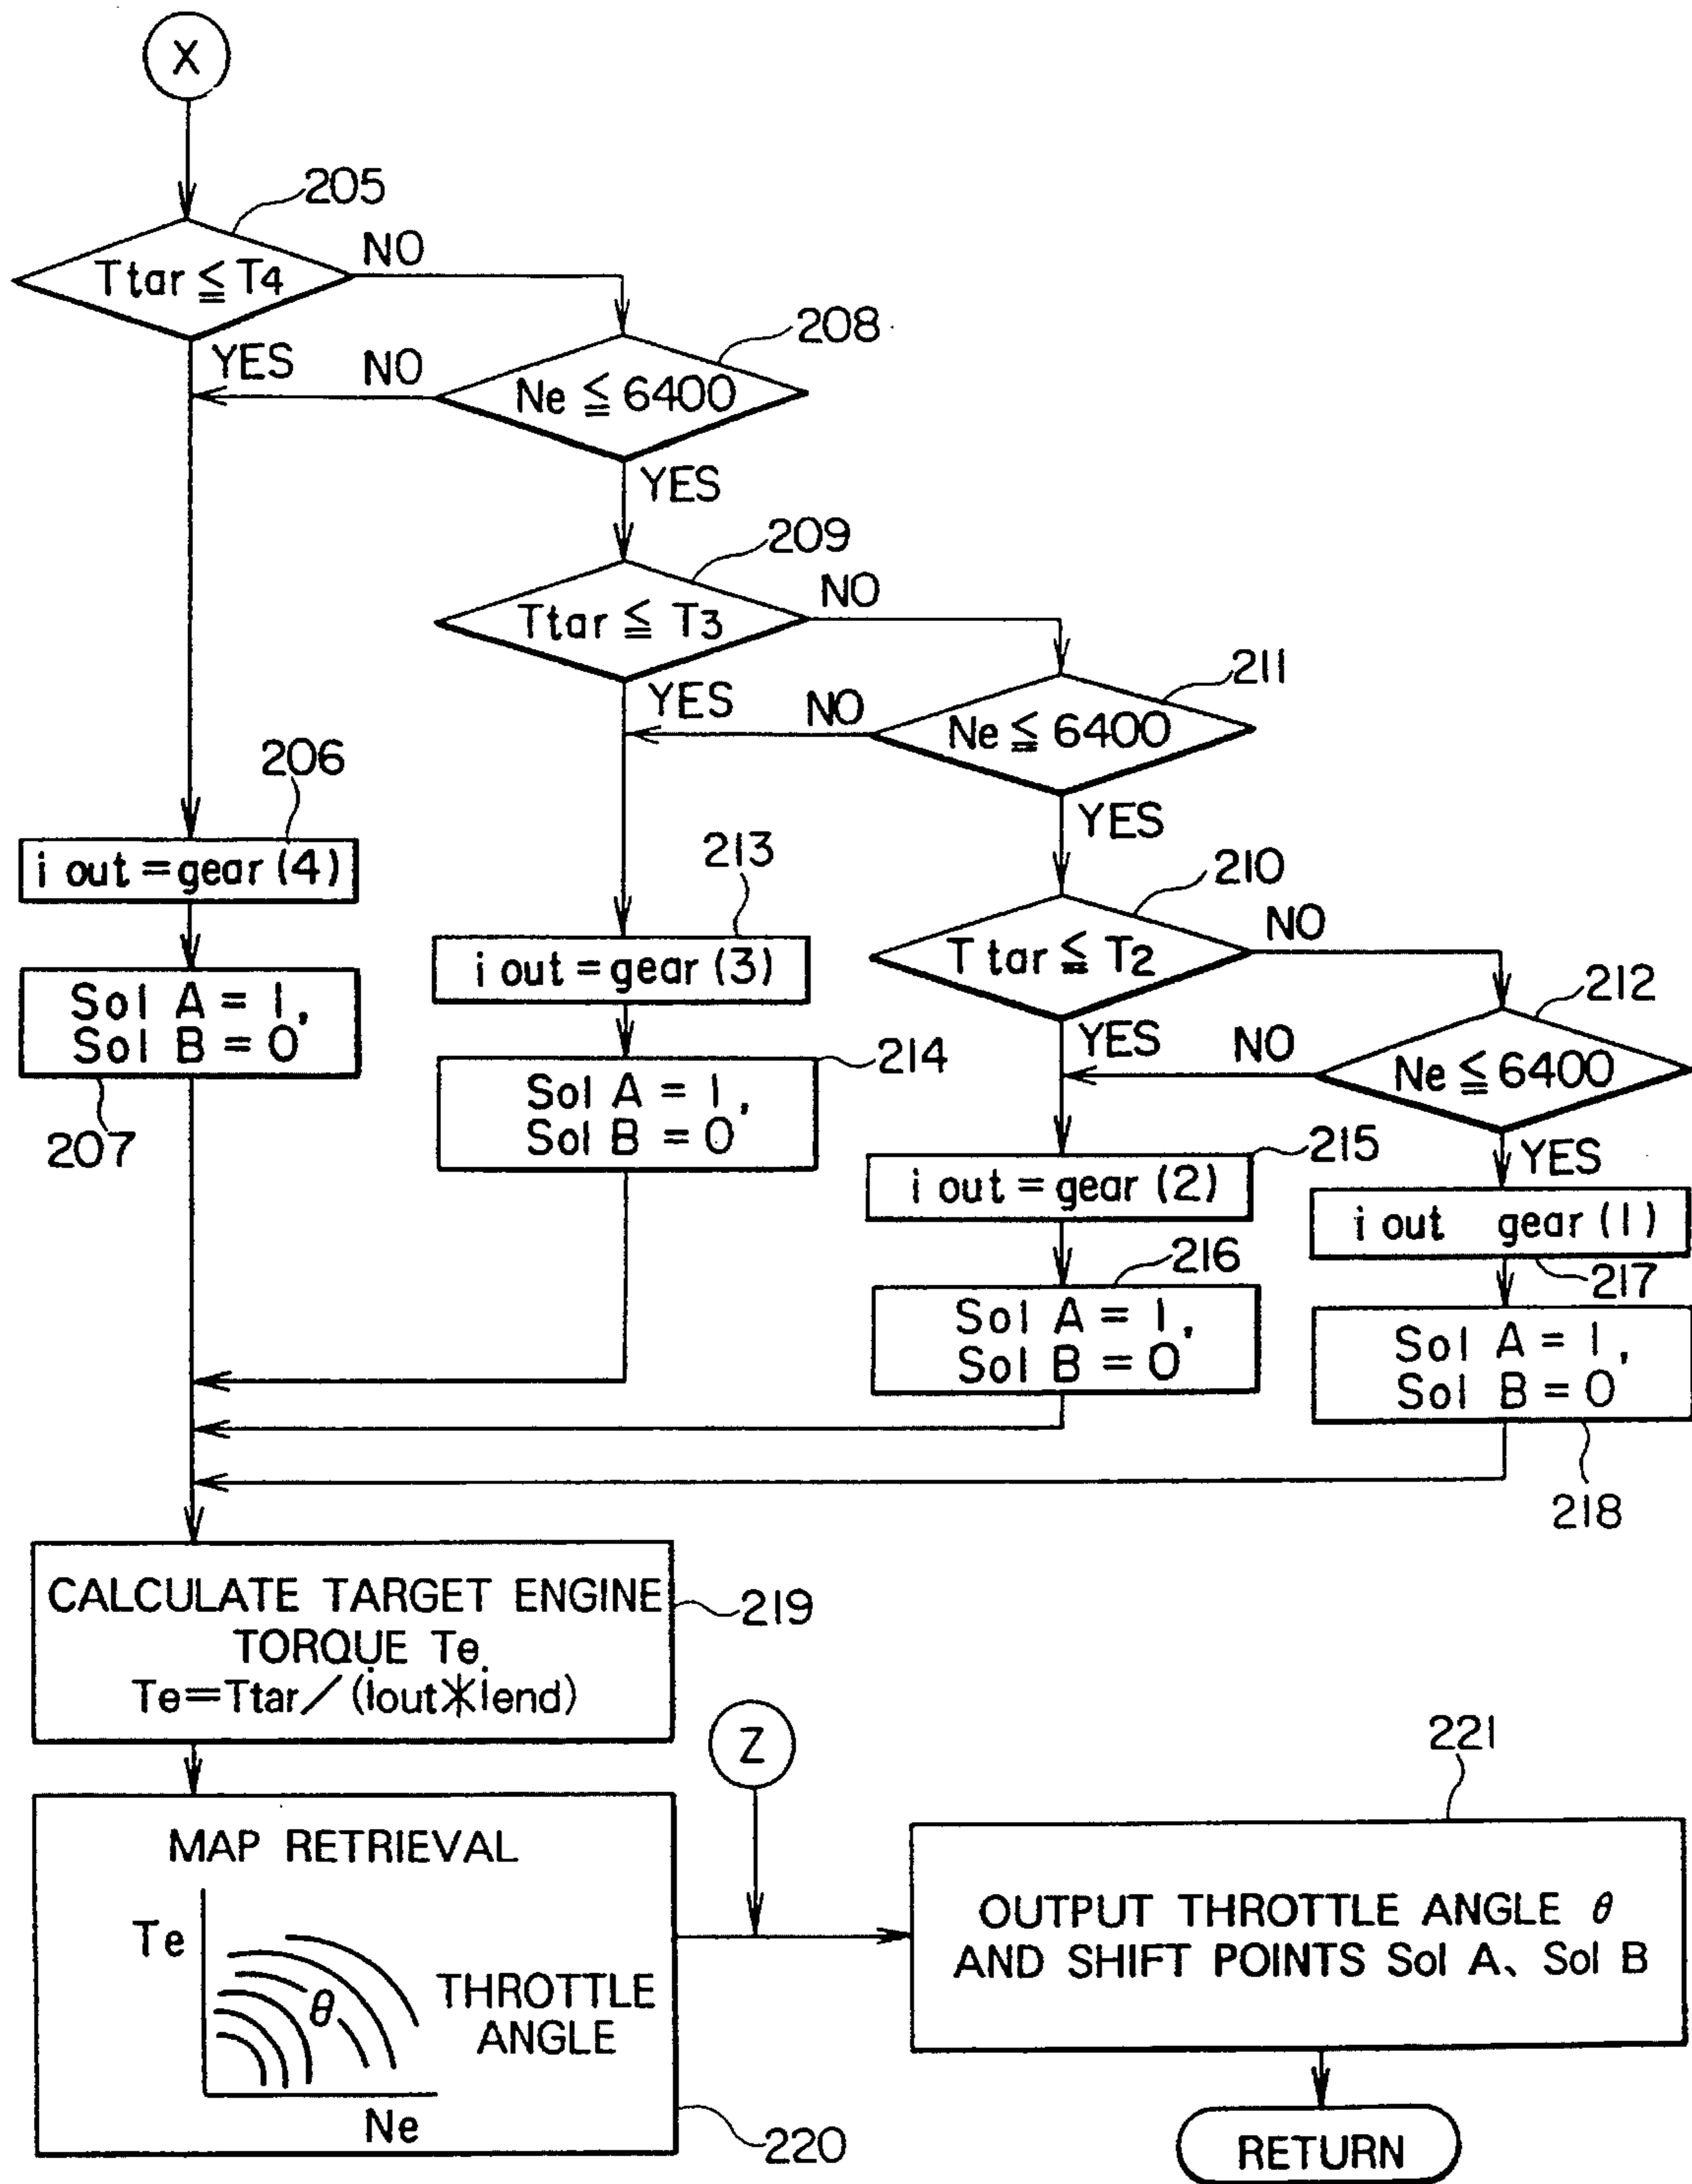 X
205
Ttar ≦ T4
NO
208
YES
NO
Ne ≦ 6400
YES
209
Ttar ≦ T3
NO
211
YES
NO
Ne ≦ 6400
YES
206
i out = gear (4)
213
i out = gear (3)
210
T tar ≦ T2
NO
212
YES
NO
Ne ≦ 6400
YES
Sol A = 1,
Sol B = 0
207
214
Sol A = 1,
Sol B = 0
215
i out = gear (2)
i out gear (1)
217
216
Sol A = 1,
Sol B = 0
Sol A = 1,
Sol B = 0
218
CALCULATE TARGET ENGINE
TORQUE Te
Te=Ttar/(iout*iend)
219
Z
221
MAP RETRIEVAL
Te
θ
THROTTLE
ANGLE
Ne
220
OUTPUT THROTTLE ANGLE θ
AND SHIFT POINTS Sol A、Sol B
RETURN